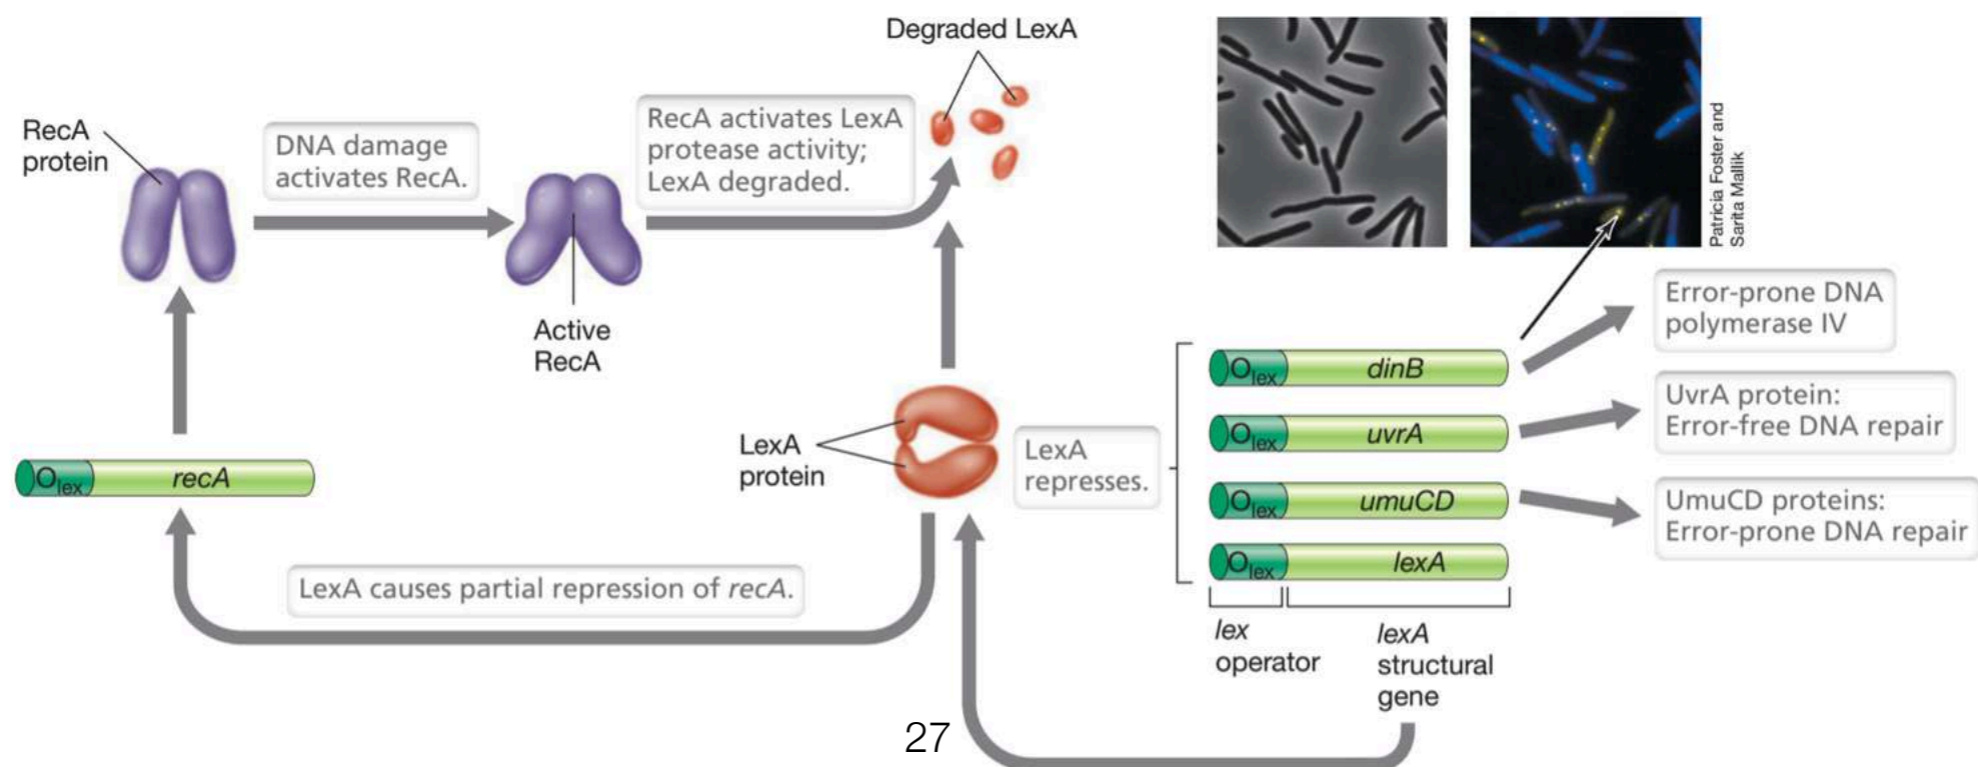 Degraded LexA
RecA
protein
DNA damage
activates RecA.
RecA activates LexA
protease activity;
LexA degraded.
Active
RecA
Patricia Foster and
Sarita Mallik
Error-prone DNA
polymerase IV
Olex dinB
UvrA protein:
Error-free DNA repair
Olex uvrA
LexA
protein
LexA
represses.
Olex recA
Olex umuCD
UmuCD proteins:
Error-prone DNA repair
Olex lexA
LexA causes partial repression of recA.
lex
operator
lexA
structural
gene
27